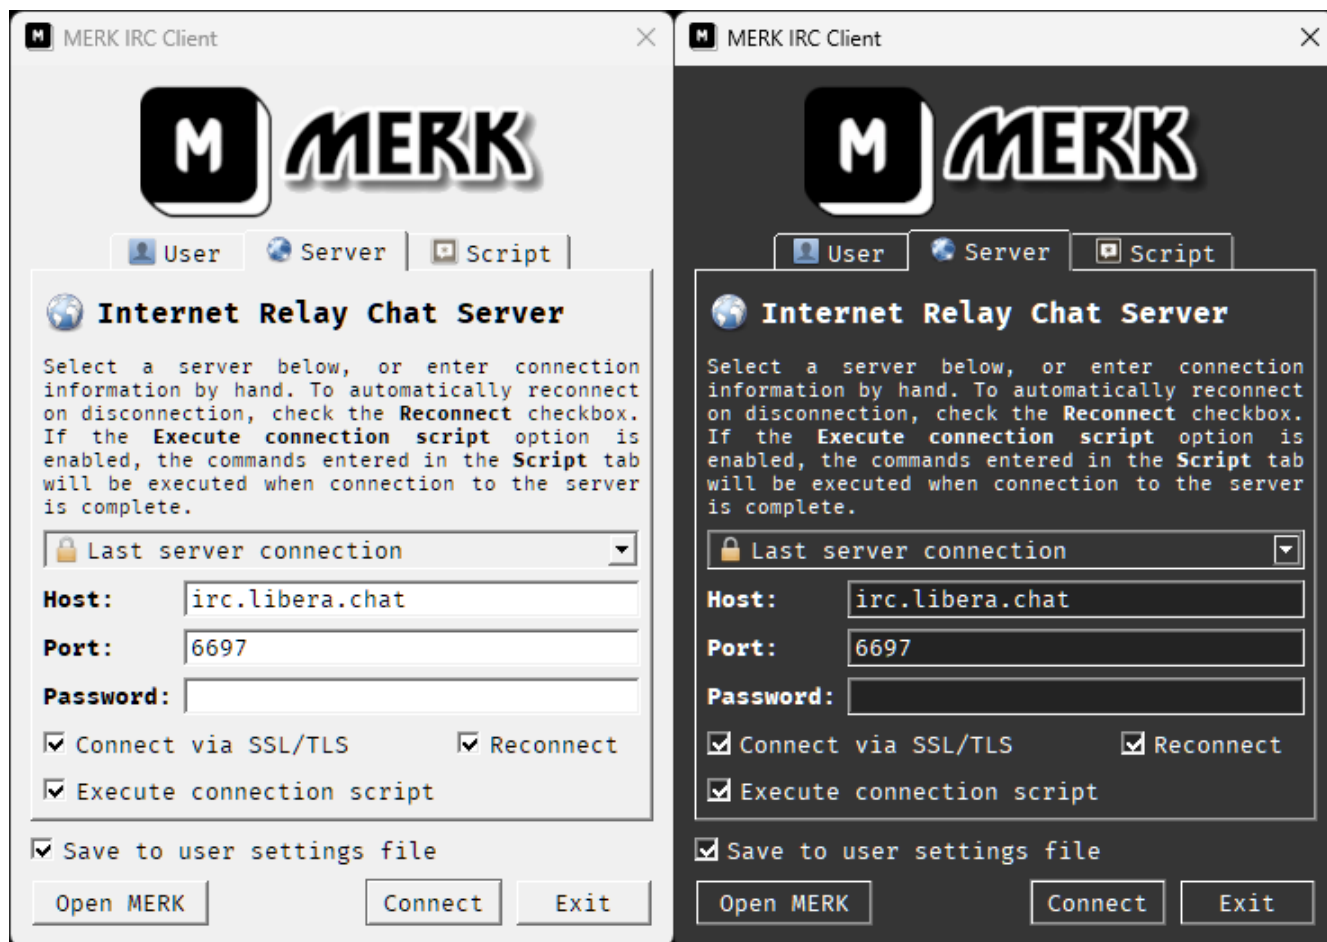 MERK IRC Client
M MERK
User Server Script
Internet Relay Chat Server
Select a server below, or enter connection
information by hand. To automatically reconnect
on disconnection, check the Reconnect checkbox.
If the Execute connection script option is
enabled, the commands entered in the Script tab
will be executed when connection to the server
is complete.
Last server connection
Host: irc.libera.chat
Port: 6697
Password:
Connect via SSL/TLS Reconnect
Execute connection script
Save to user settings file
Open MERK Connect Exit
MERK IRC Client
M MERK
User Server Script
Internet Relay Chat Server
Select a server below, or enter connection
information by hand. To automatically reconnect
on disconnection, check the Reconnect checkbox.
If the Execute connection script option is
enabled, the commands entered in the Script tab
will be executed when connection to the server
is complete.
Last server connection
Host: irc.libera.chat
Port: 6697
Password:
Connect via SSL/TLS Reconnect
Execute connection script
Save to user settings file
Open MERK Connect Exit